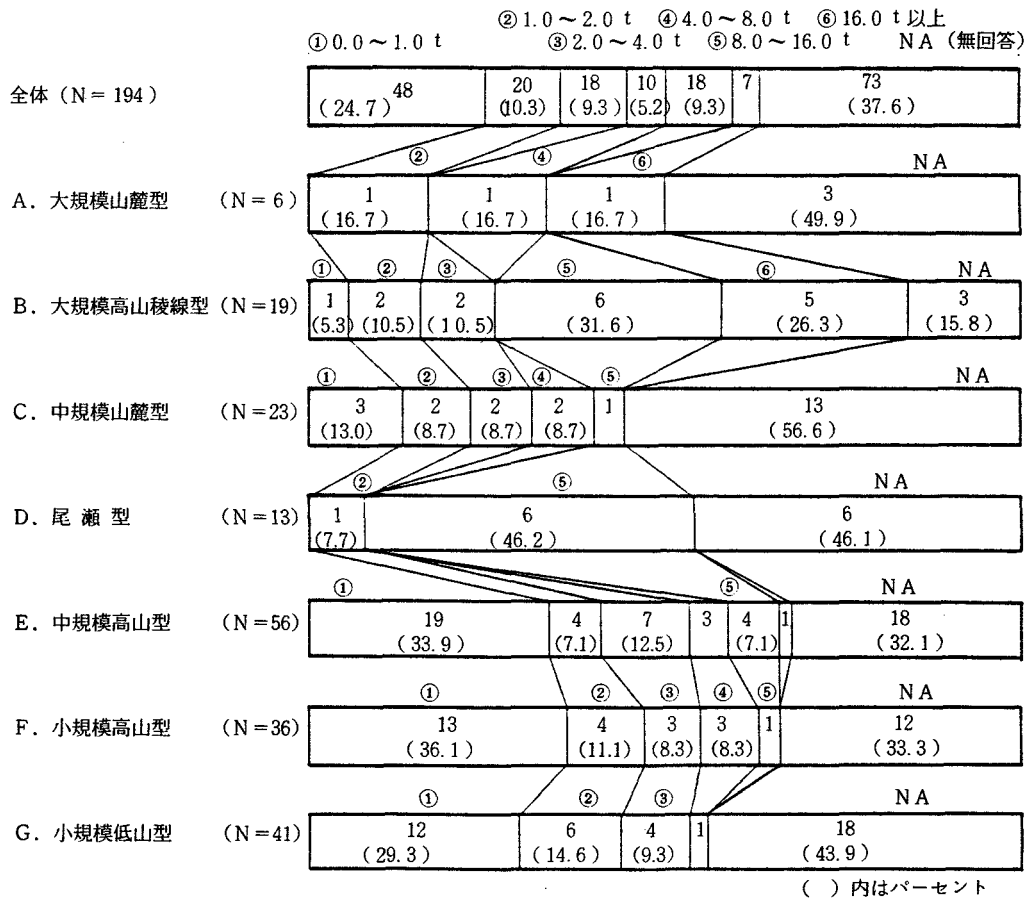 ②1.0～2.0 t ④4.0～8.0 t ⑥16.0 t 以上
①0.0～1.0 t ③2.0～4.0 t ⑤8.0～16.0 t NA (無回答)
全体 (N = 194)
48 20 18 10 18 7 73
(24.7) (10.3) (9.3) (5.2) (9.3) (37.6)
② ④ ⑥ NA
A. 大規模山麓型 (N = 6)
1 1 1 3
(16.7) (16.7) (16.7) (49.9)
① ② ③ ⑤ ⑥ NA
B. 大規模高山稜線型 (N =19)
1 2 2 6 5 3
(5.3) (10.5) (10.5) (31.6) (26.3) (15.8)
① ② ③ ④ ⑤ NA
C. 中規模山麓型 (N =23)
3 2 2 2 1 13
(13.0) (8.7) (8.7) (8.7) (56.6)
② ⑤ NA
D. 尾瀬型 (N =13)
1 6 6
(7.7) (46.2) (46.1)
① ⑤ NA
E. 中規模高山型 (N =56)
19 4 7 3 4 1 18
(33.9) (7.1) (12.5) (7.1) (32.1)
① ② ③ ④ ⑤ NA
F. 小規模高山型 (N =36)
13 4 3 3 1 12
(36.1) (11.1) (8.3) (8.3) (33.3)
① ② ③ NA
G. 小規模低山型 (N =41)
12 6 4 1 18
(29.3) (14.6) (9.3) (43.9)
( )内はパーセント